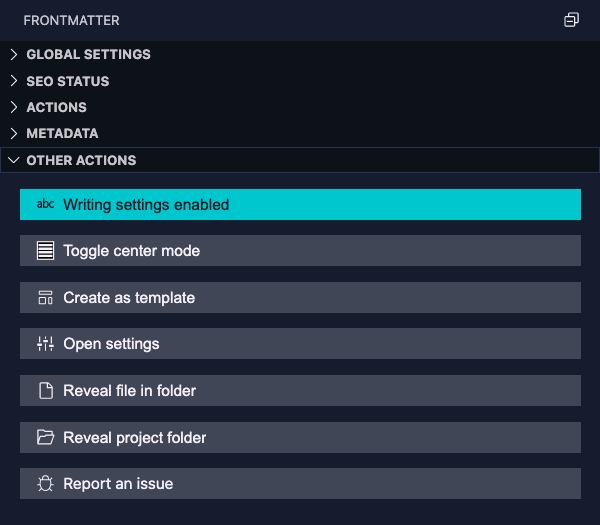 FRONTMATTER
GLOBAL SETTINGS
SEO STATUS
ACTIONS
METADATA
OTHER ACTIONS
abc Writing settings enabled
Toggle center mode
Create as template
Open settings
Reveal file in folder
Reveal project folder
Report an issue